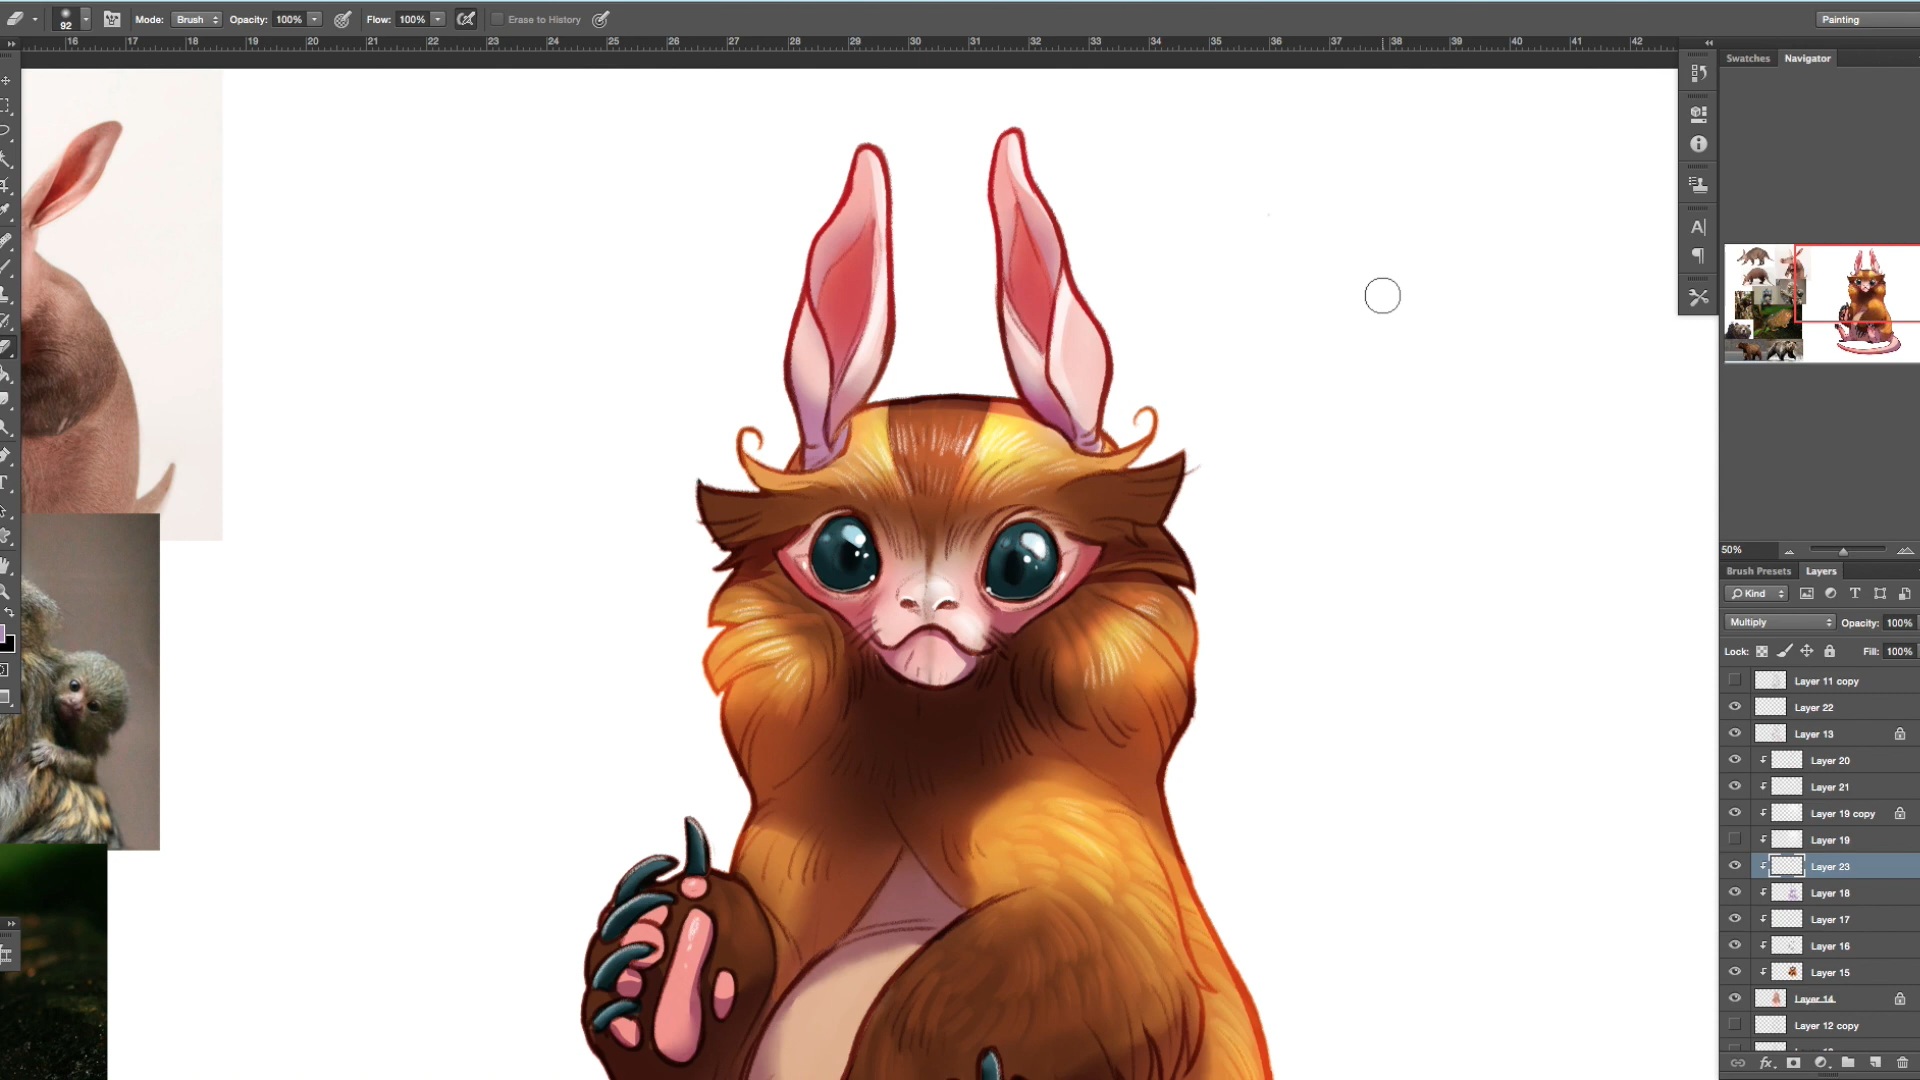 92 Mode: Brush Opacity: 100% Flow: 100% Erase to History Painting
16 17 18 19 20 21 22 23 24 25 26 27 28 29 30 31 32 33 34 35 36 37 38 39 40 41 42
Swatches Navigator
50%
Brush Presets Layers
Kind
Multiply Opacity: 100%
Lock: Fill: 100%
Layer 11 copy
Layer 22
Layer 13
Layer 20
Layer 21
Layer 19 copy
Layer 19
Layer 23
Layer 18
Layer 17
Layer 16
Layer 15
Layer 14
Layer 12 copy